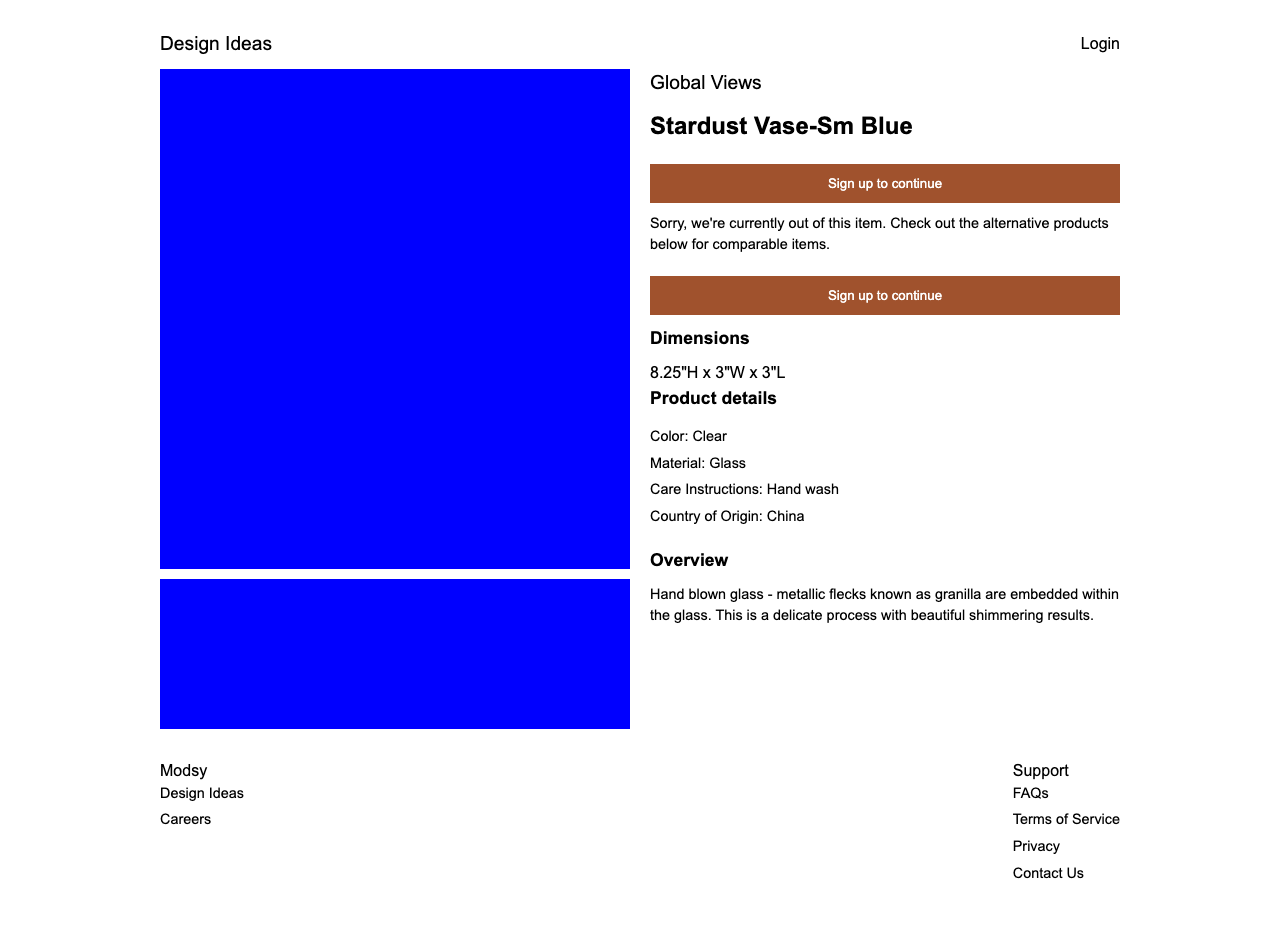 Design Ideas
Login
Global Views
Stardust Vase-Sm Blue
Sign up to continue
Sorry, we're currently out of this item. Check out the alternative products
below for comparable items.
Sign up to continue
Dimensions
8.25"H x 3"W x 3"L
Product details
Color: Clear
Material: Glass
Care Instructions: Hand wash
Country of Origin: China
Overview
Hand blown glass - metallic flecks known as granilla are embedded within
the glass. This is a delicate process with beautiful shimmering results.
Modsy
Design Ideas
Careers
Support
FAQs
Terms of Service
Privacy
Contact Us